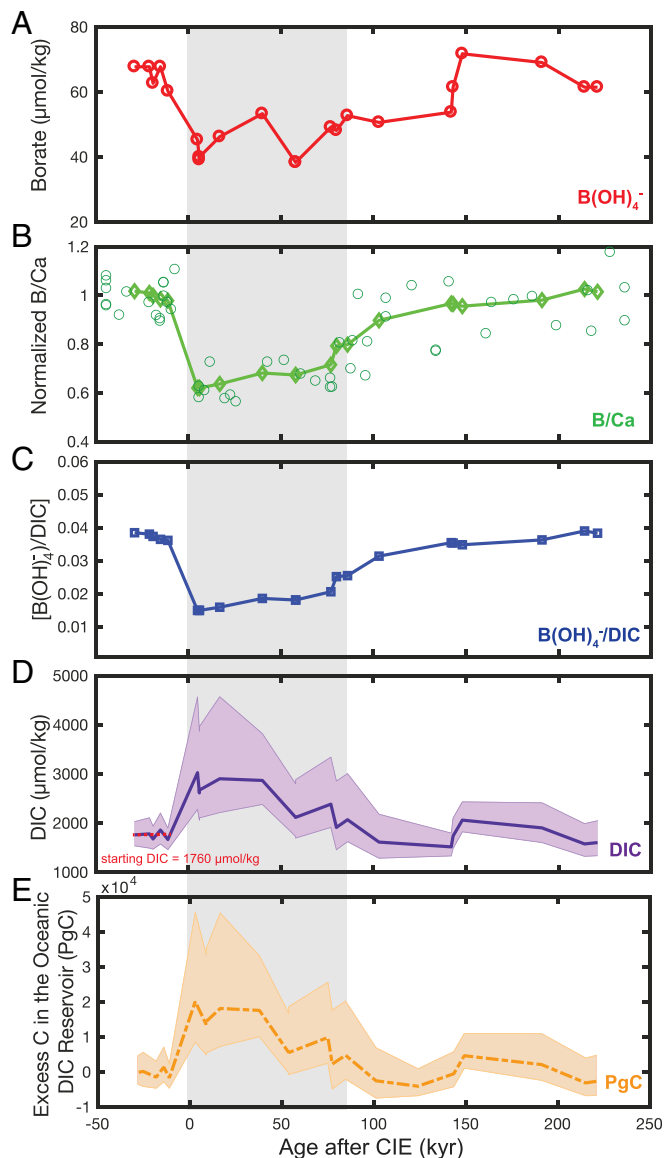 A
80
60
40
20
Borate (μmol/kg)
B(OH)₄⁻
B
1.2
1
0.8
0.6
0.4
Normalized B/Ca
B/Ca
C
0.06
0.05
0.04
0.03
0.02
0.01
[B(OH)₄⁻)/DIC]
B(OH)₄⁻/DIC
D
5000
4000
3000
2000
1000
DIC (μmol/kg)
starting DIC = 1760 μmol/kg
DIC
E
×10⁴
5
4
3
2
1
0
-1
Excess C in the Oceanic
DIC Reservoir (PgC)
PgC
-50 0 50 100 150 200 250
Age after CIE (kyr)